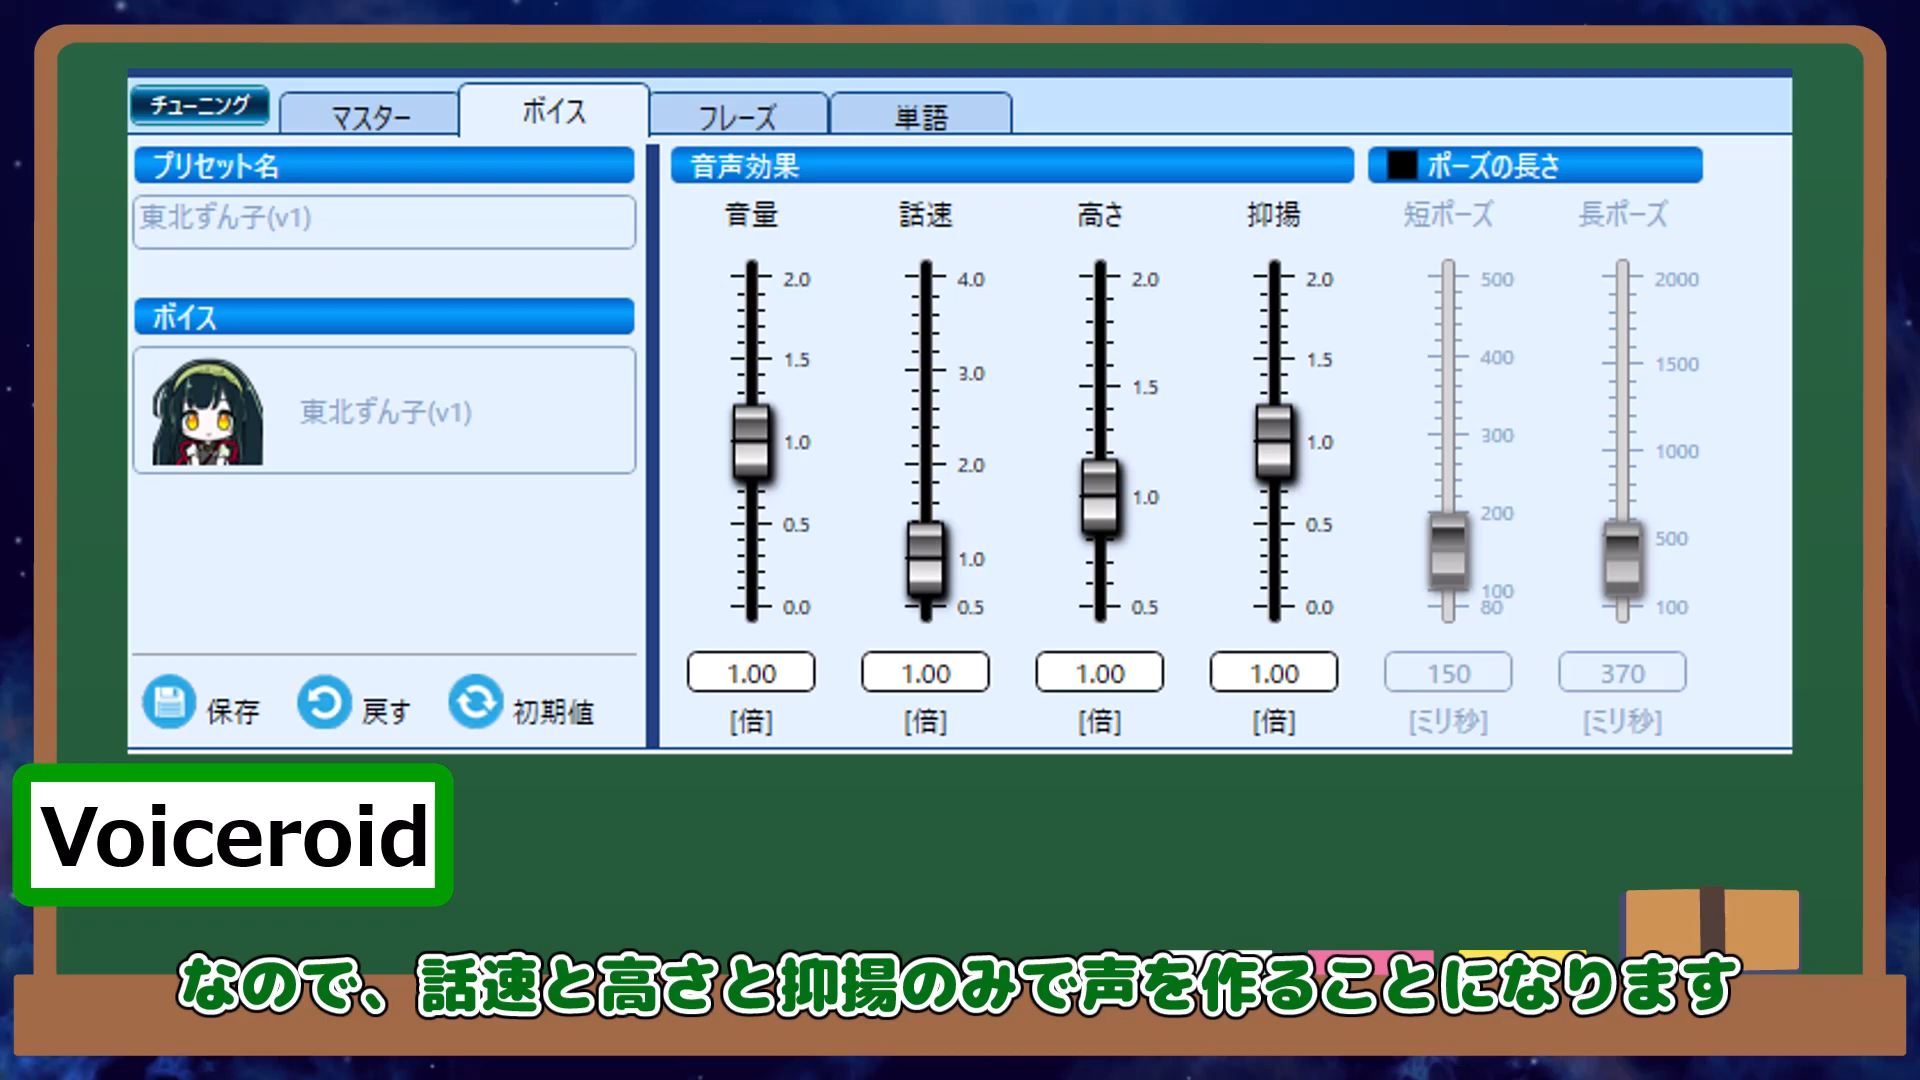 チューニング
マスター
ボイス
フレーズ
単語
プリセット名
東北ずん子(v1)
ボイス
東北ずん子(v1)
保存
戻す
初期値
音声効果
ポーズの長さ
音量
話速
高さ
抑揚
短ポーズ
長ポーズ
2.0
1.5
1.0
0.5
0.0
4.0
3.0
2.0
1.0
0.5
2.0
1.5
1.0
0.5
2.0
1.5
1.0
0.5
0.0
500
400
300
200
100
80
2000
1500
1000
500
100
1.00
1.00
1.00
1.00
150
370
[倍]
[倍]
[倍]
[倍]
[ミリ秒]
[ミリ秒]
Voiceroid
なので、話速と高さと抑揚のみで声を作ることになります